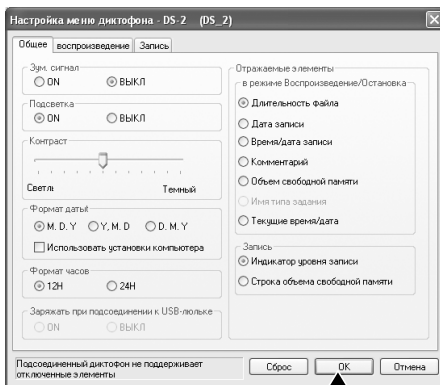 Настройка меню диктофона - DS-2 (DS_2)
Общее воспроизведение Запись
Зум. сигнал
ON ВЫКЛ
Подсветка
ON ВЫКЛ
Контраст
Светлы Темный
Формат даты
M. D. Y Y, M. D D. M. Y
Использовать установки компьютера
Формат часов
12H 24H
Заряжать при подсоединении к USB-люльке
ON ВЫКЛ
Отражаемые элементы
в режиме Воспроизведение/Остановка
Длительность файла
Дата записи
Время/дата записи
Комментарий
Объем свободной памяти
Имя типа задания
Текущие время/дата
Запись
Индикатор уровня записи
Строка объема свободной памяти
Подсоединенный диктофон не поддерживает
отключенные элементы
Сброс OK Отмена